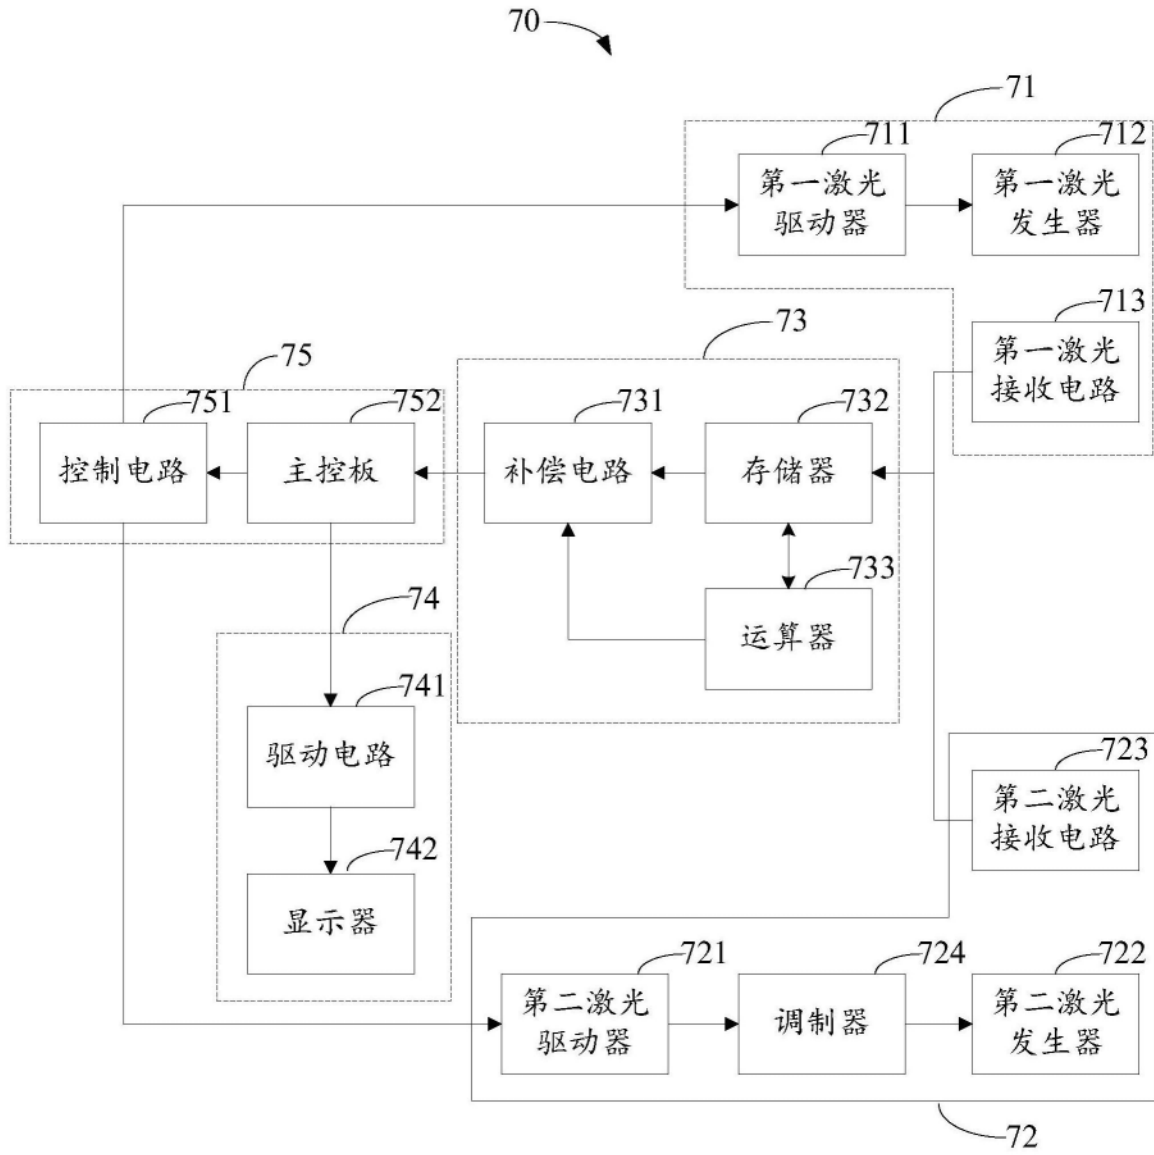 70
71
711
712
第一激光
驱动器
第一激光
发生器
713
第一激光
接收电路
73
75
751
752
731
732
控制电路
主控板
补偿电路
存储器
733
运算器
74
741
驱动电路
723
第二激光
接收电路
742
显示器
721
724
722
第二激光
驱动器
调制器
第二激光
发生器
72